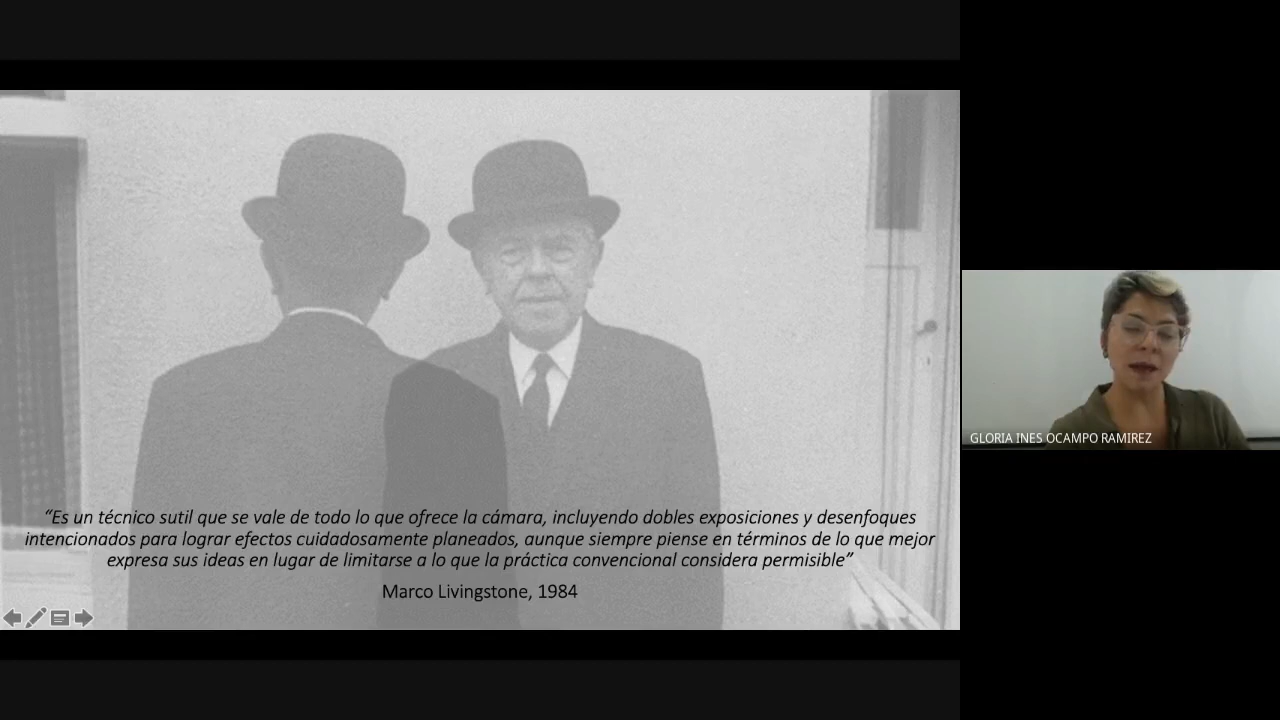 “Es un técnico sutil que se vale de todo lo que ofrece la cámara, incluyendo dobles exposiciones y desenfoques
intencionados para lograr efectos cuidadosamente planeados, aunque siempre piense en términos de lo que mejor
expresa sus ideas en lugar de limitarse a lo que la práctica convencional considera permisible”
Marco Livingstone, 1984
GLORIA INES OCAMPO RAMIREZ